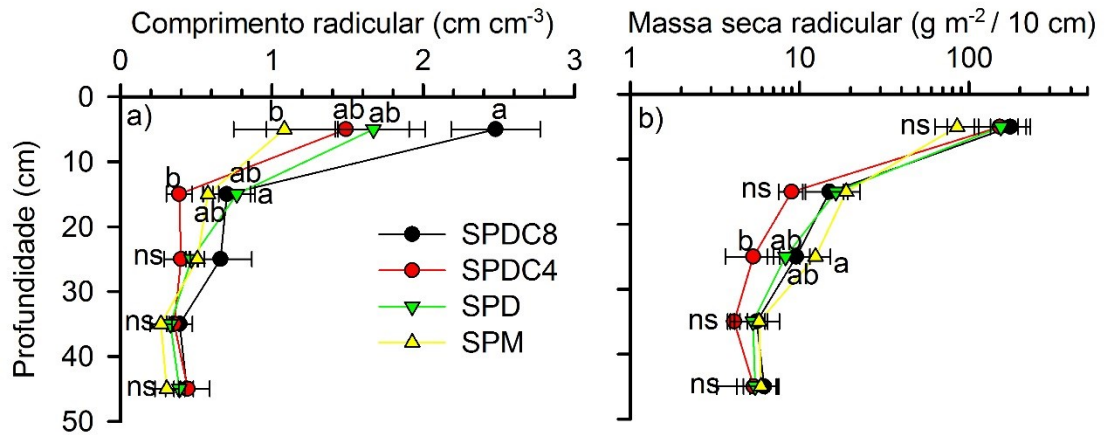 Comprimento radicular (cm cm⁻³)
0 1 2 3
Profundidade (cm)
0
10
20
30
40
50
a)
b ab ab a
b ab ab a
ns
ns
ns
SPDC8
SPDC4
SPD
SPM
Massa seca radicular (g m⁻² / 10 cm)
1 10 100
b)
ns
ns
b ab ab a
ns
ns